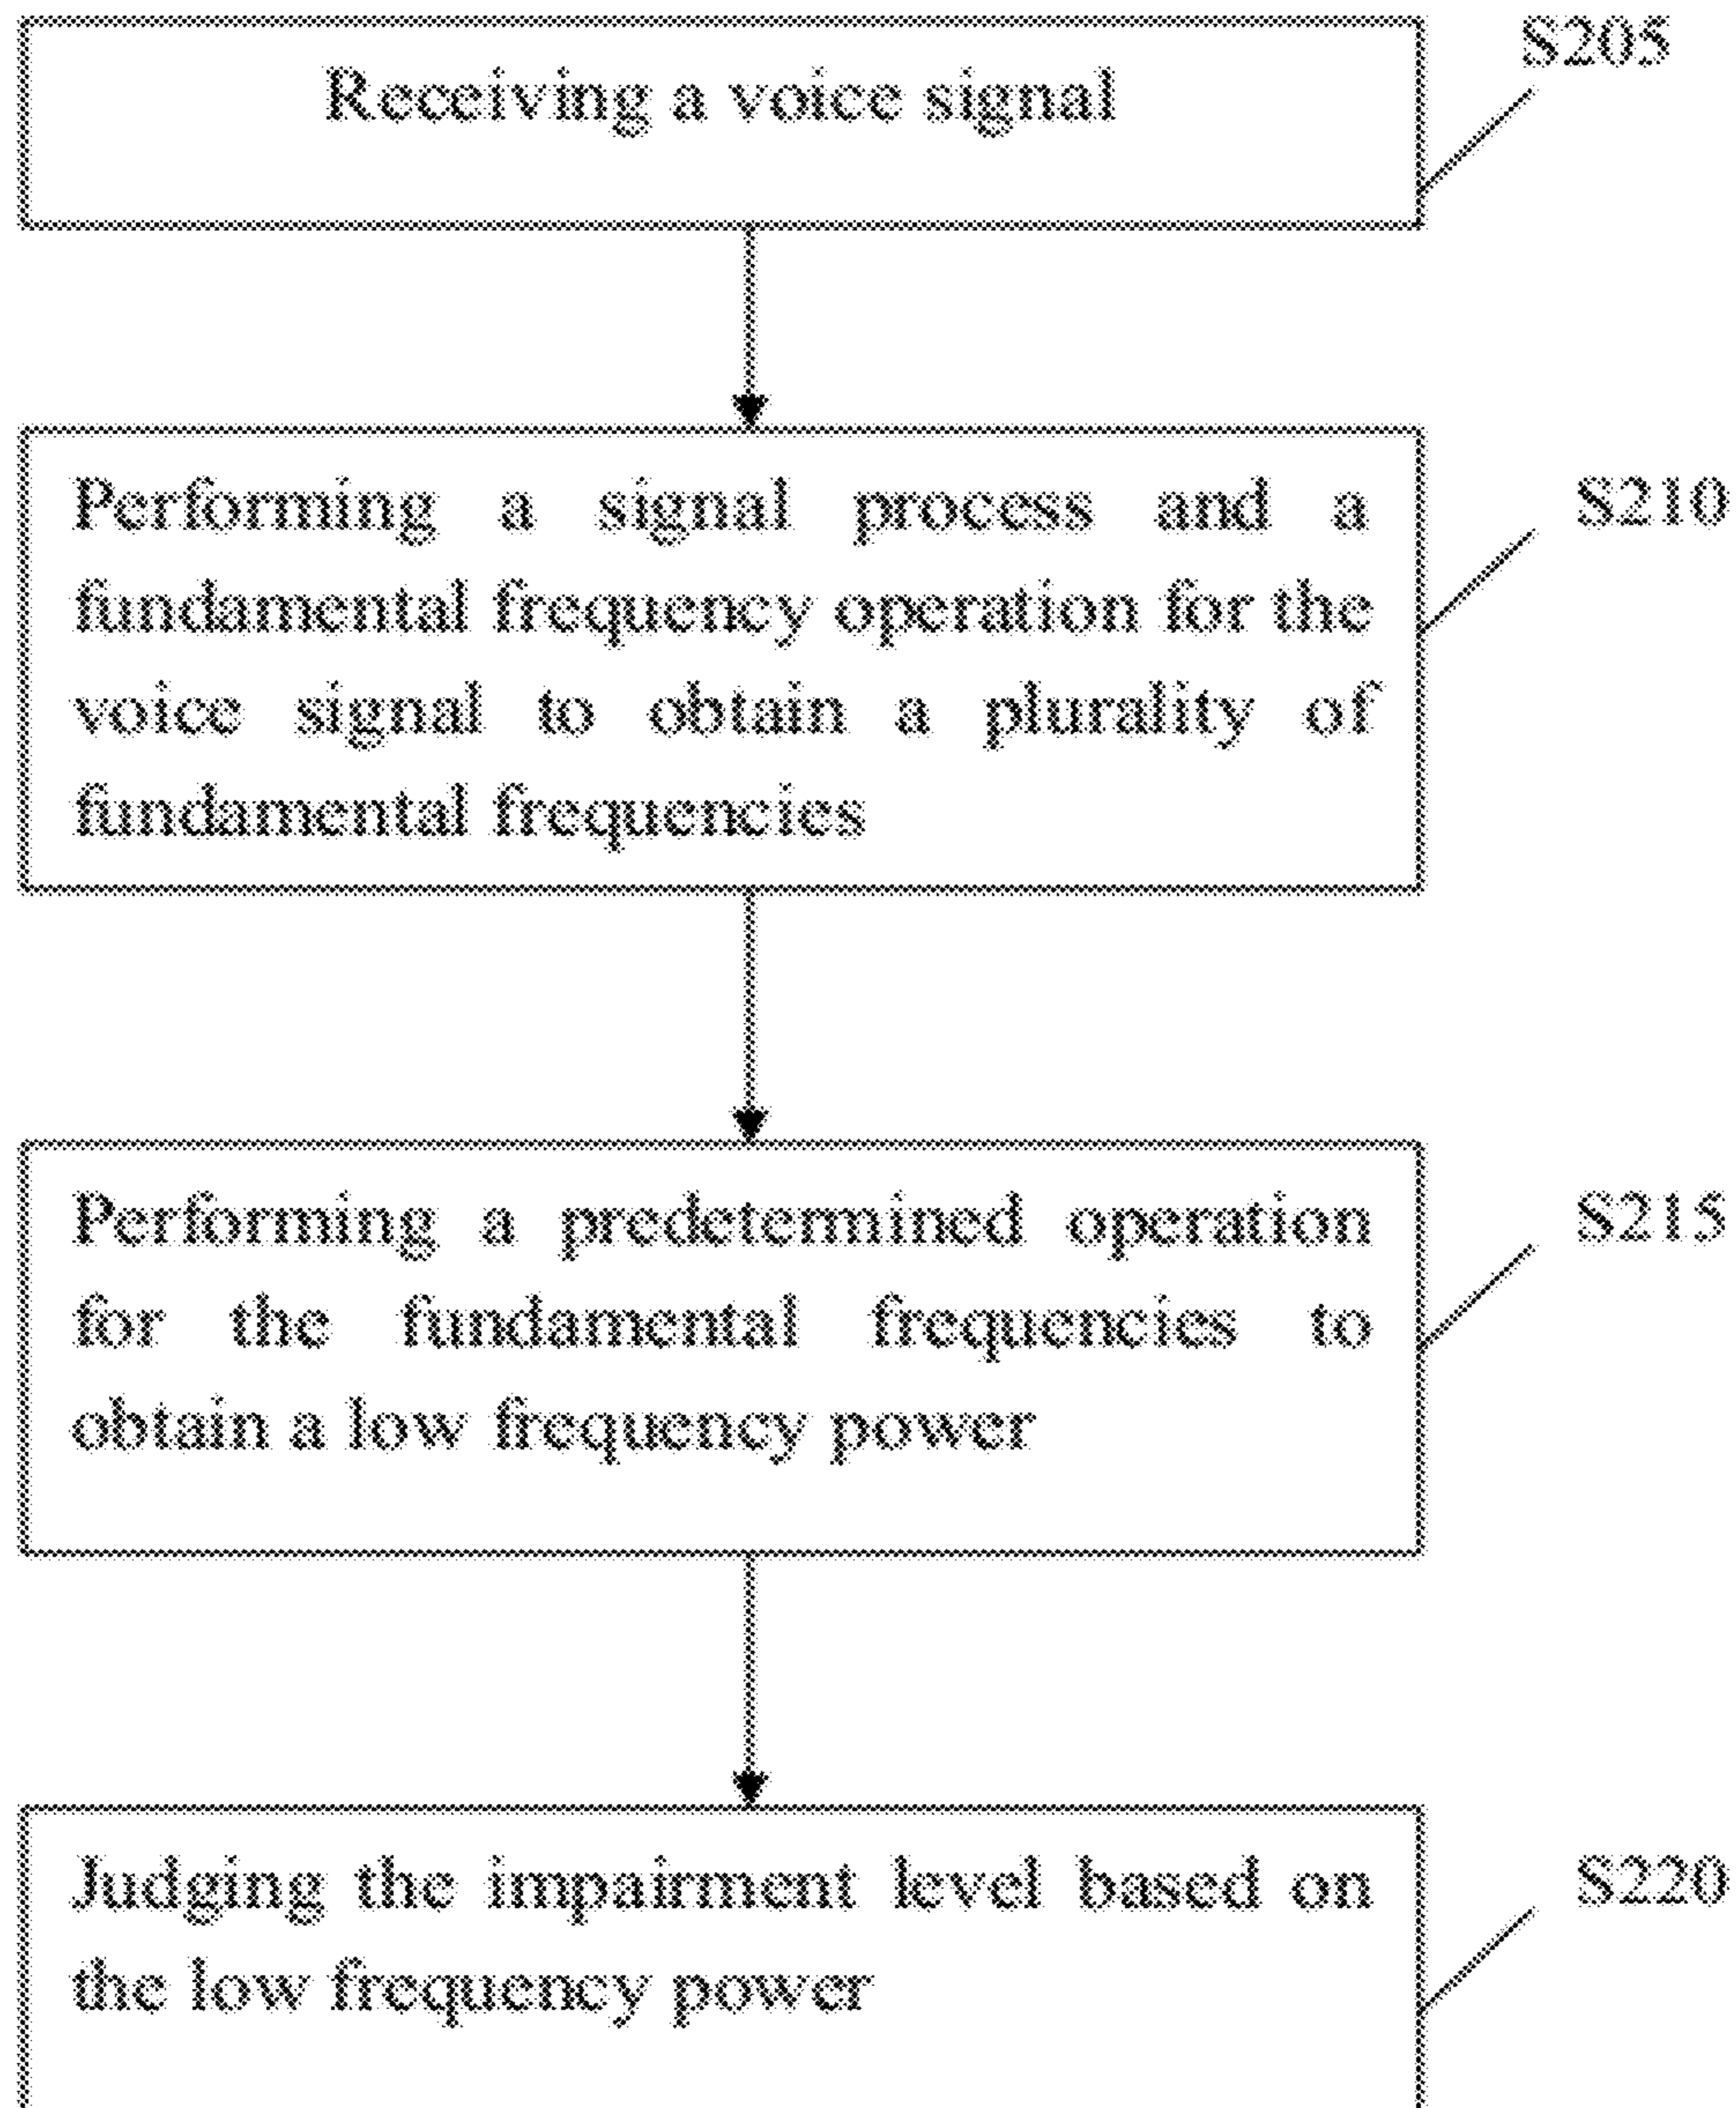 Receiving a voice signal
S205
Performing a signal process and a
fundamental frequency operation for the
voice signal to obtain a plurality of
fundamental frequencies
S210
Performing a predetermined operation
for the fundamental frequencies to
obtain a low frequency power
S215
Judging the impairment level based on
the low frequency power
S220